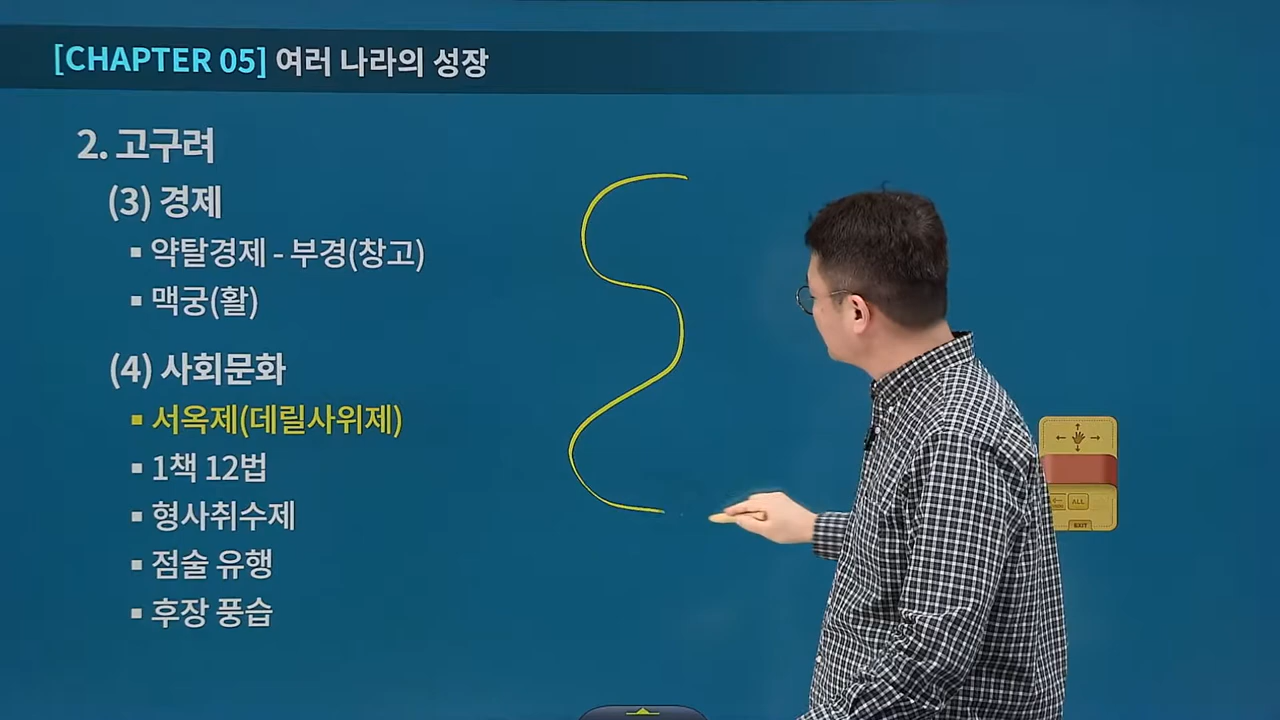 [CHAPTER 05] 여러 나라의 성장
2. 고구려
(3) 경제
▪ 약탈경제 - 부경(창고)
▪ 맥궁(활)
(4) 사회문화
▪ 서옥제(데릴사위제)
▪ 1책 12법
▪ 형사취수제
▪ 점술 유행
▪ 후장 풍습
ALL
EXIT